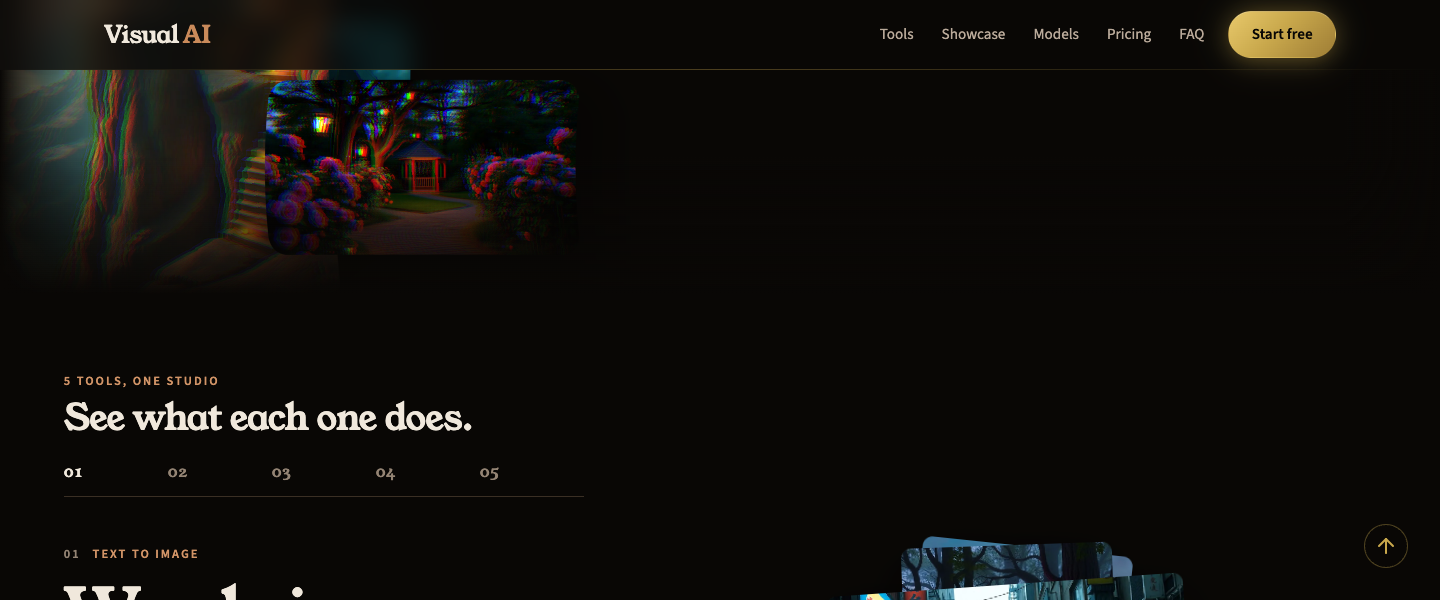 Visual AI
Tools
Showcase
Models
Pricing
FAQ
Start free
5 TOOLS, ONE STUDIO
See what each one does.
01
02
03
04
05
01 TEXT TO IMAGE